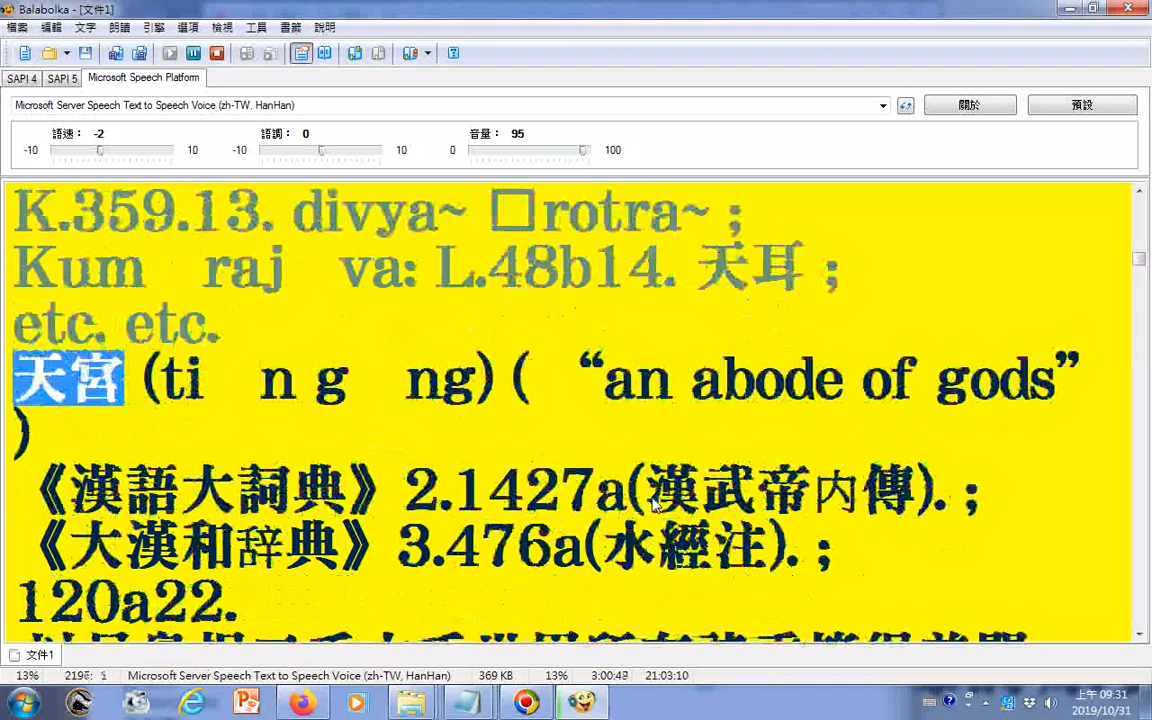 Balabolka - [文件1]
檔案 編輯 文字 朗讀 引擎 選項 檢視 工具 書籤 說明
SAPI 4 SAPI 5 Microsoft Speech Platform
Microsoft Server Speech Text to Speech Voice (zh-TW, HanHan) 關於 預設
語速： -2 語調： 0 音量： 95
-10 10 -10 10 0 100
K.359.13. divya~ □rotra~ ;
Kum raj va: L.48b14. 天耳 ;
etc. etc.
天宮 (ti n g ng) ( “an abode of gods”
)
《漢語大詞典》 2.1427a(漢武帝内傳). ;
《大漢和辞典》 3.476a(水經注). ;
120a22.
文件1
13% Microsoft Server Speech Text to Speech Voice (zh-TW, HanHan) 369 KB 13% 3:00:43 21:03:10
上午 09:31
2019/10/31